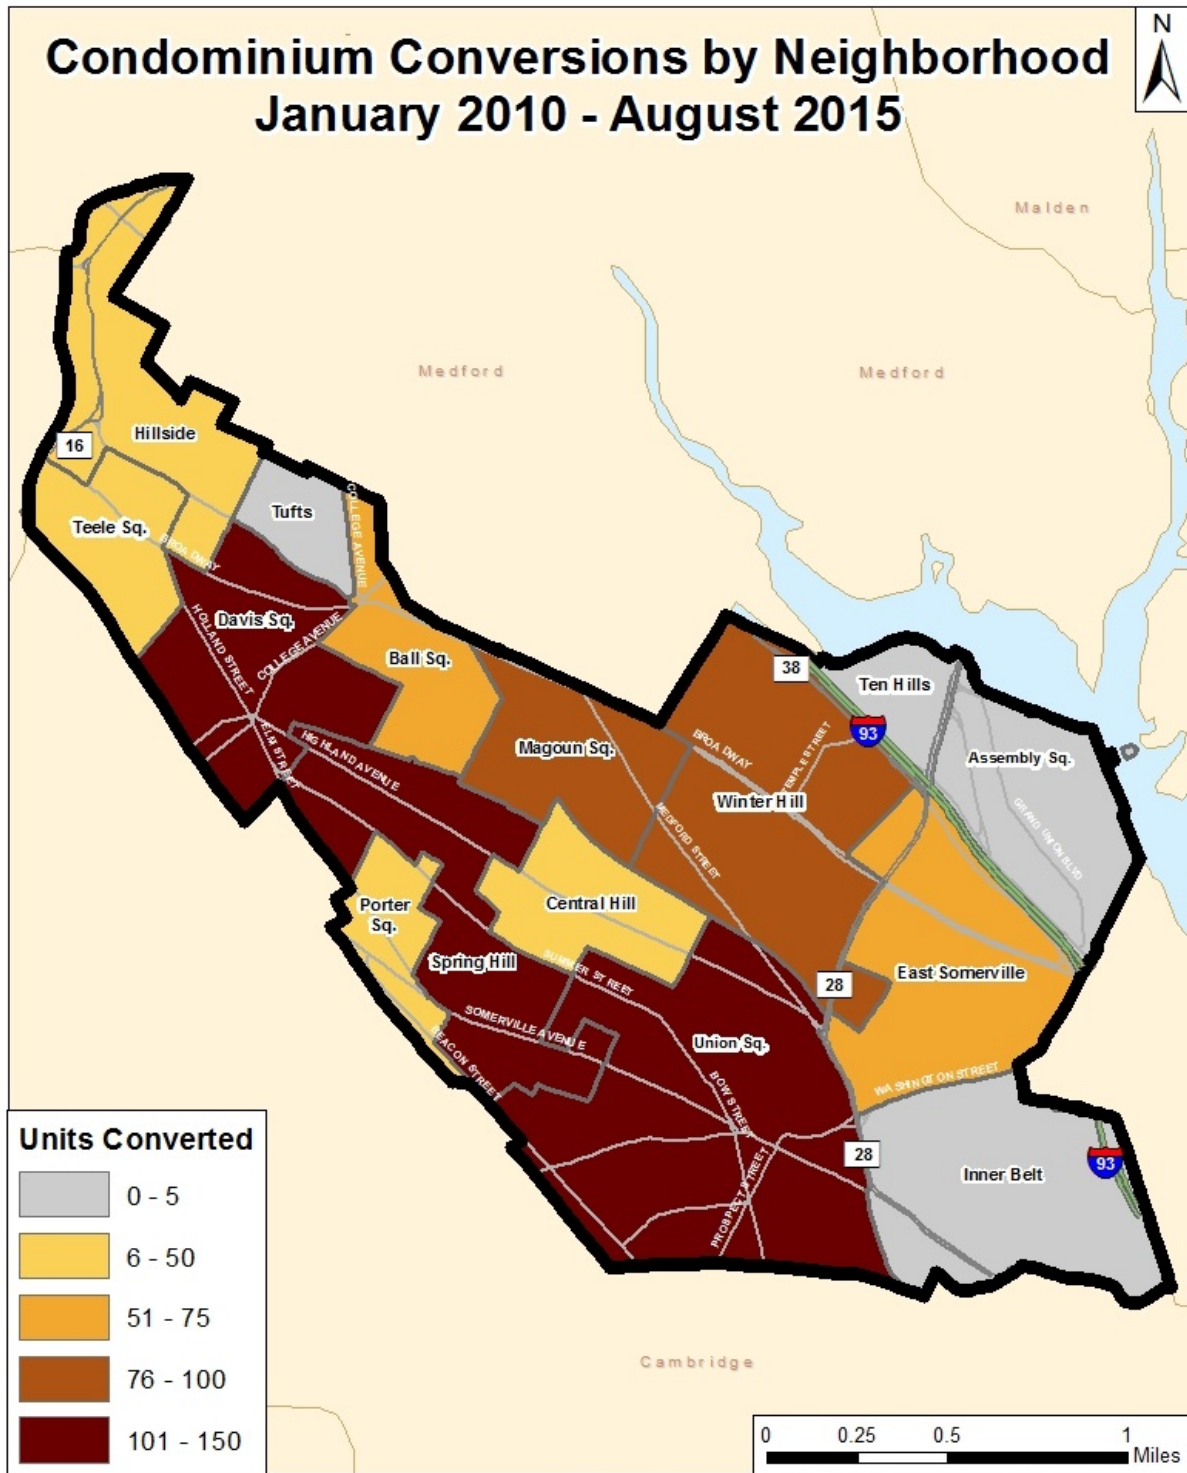 Condominium Conversions by Neighborhood
January 2010 - August 2015
N
Malden
Medford
Medford
Hillside
16
Tufts
COLLEGE AVENUE
Teele Sq.
BROADWAY
Davis Sq.
HOLLAND STREET
COLLEGE AVENUE
Ball Sq.
38
Ten Hills
93
Assembly Sq.
ELM STREET
HIGHLAND AVENUE
Magoun Sq.
BROADWAY
TEMPLE STREET
Winter Hill
GRAND UNION BLVD
MEDFORD STREET
Porter
Sq.
Central Hill
Spring Hill
SUMMER STREET
East Somerville
28
SOMERVILLE AVENUE
Union Sq.
BEACON STREET
BOW STREET
WASHINGTON STREET
28
93
Inner Belt
PROSPECT STREET
Cambridge
Units Converted
0 - 5
6 - 50
51 - 75
76 - 100
101 - 150
0 0.25 0.5 1
Miles